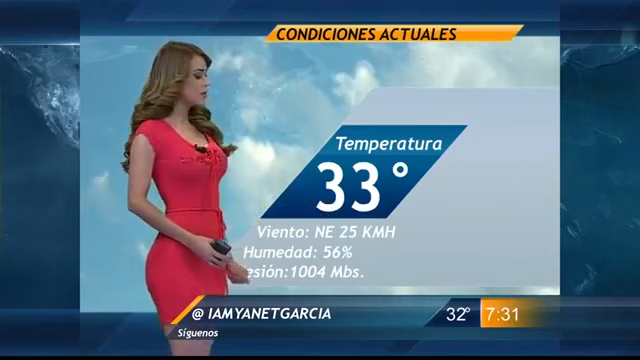 CONDICIONES ACTUALES
Temperatura
33°
Viento: NE 25 KMH
Humedad: 56%
esión:1004 Mbs.
@ IAMYANETGARCIA
32° 7:31
Síguenos